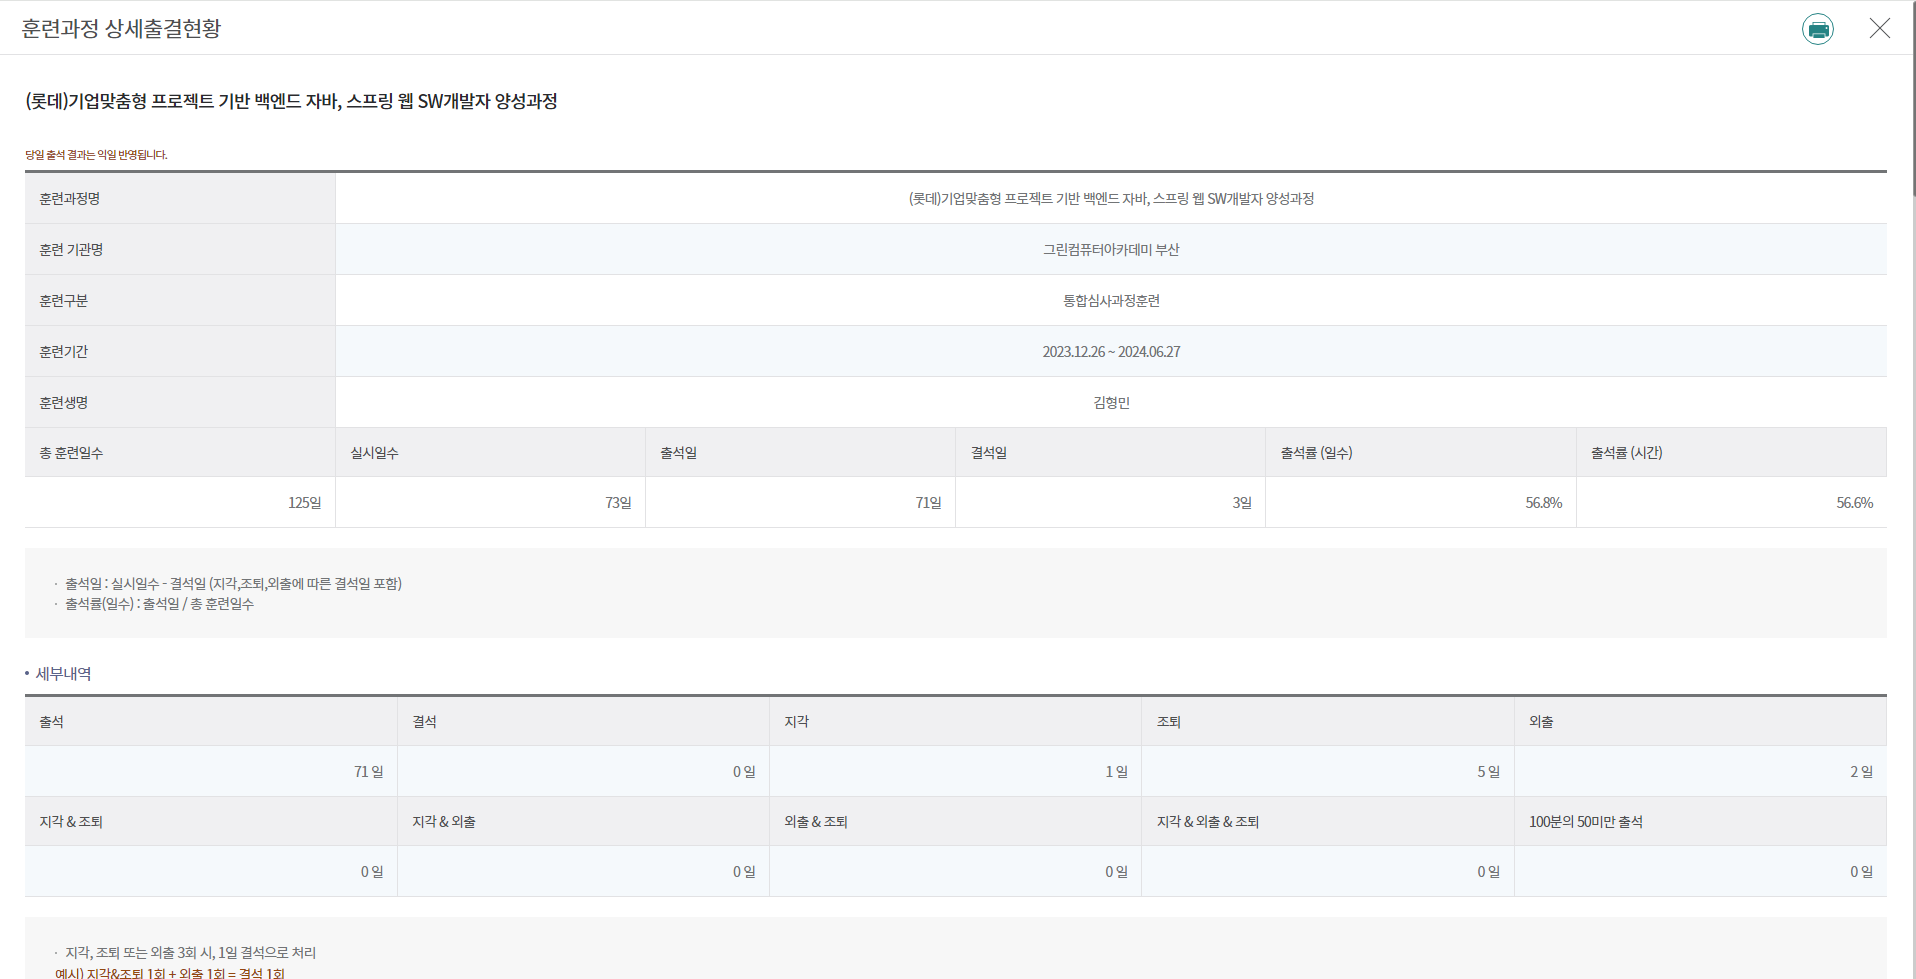 훈련과정 상세출결현황
(롯데)기업맞춤형 프로젝트 기반 백엔드 자바, 스프링 웹 SW개발자 양성과정
당일 출석 결과는 익일 반영됩니다.
훈련과정명 (롯데)기업맞춤형 프로젝트 기반 백엔드 자바, 스프링 웹 SW개발자 양성과정
훈련 기관명 그린컴퓨터아카데미 부산
훈련구분 통합심사과정훈련
훈련기간 2023.12.26 ~ 2024.06.27
훈련생명 김형민
총 훈련일수 실시일수 출석일 결석일 출석률 (일수) 출석률 (시간)
125일 73일 71일 3일 56.8% 56.6%
· 출석일 : 실시일수 - 결석일 (지각,조퇴,외출에 따른 결석일 포함)
· 출석률(일수) : 출석일 / 총 훈련일수
• 세부내역
출석 결석 지각 조퇴 외출
71 일 0 일 1 일 5 일 2 일
지각 & 조퇴 지각 & 외출 외출 & 조퇴 지각 & 외출 & 조퇴 100분의 50미만 출석
0 일 0 일 0 일 0 일 0 일
· 지각, 조퇴 또는 외출 3회 시, 1일 결석으로 처리
예시) 지각&조퇴 1회 + 외출 1회 = 결석 1회